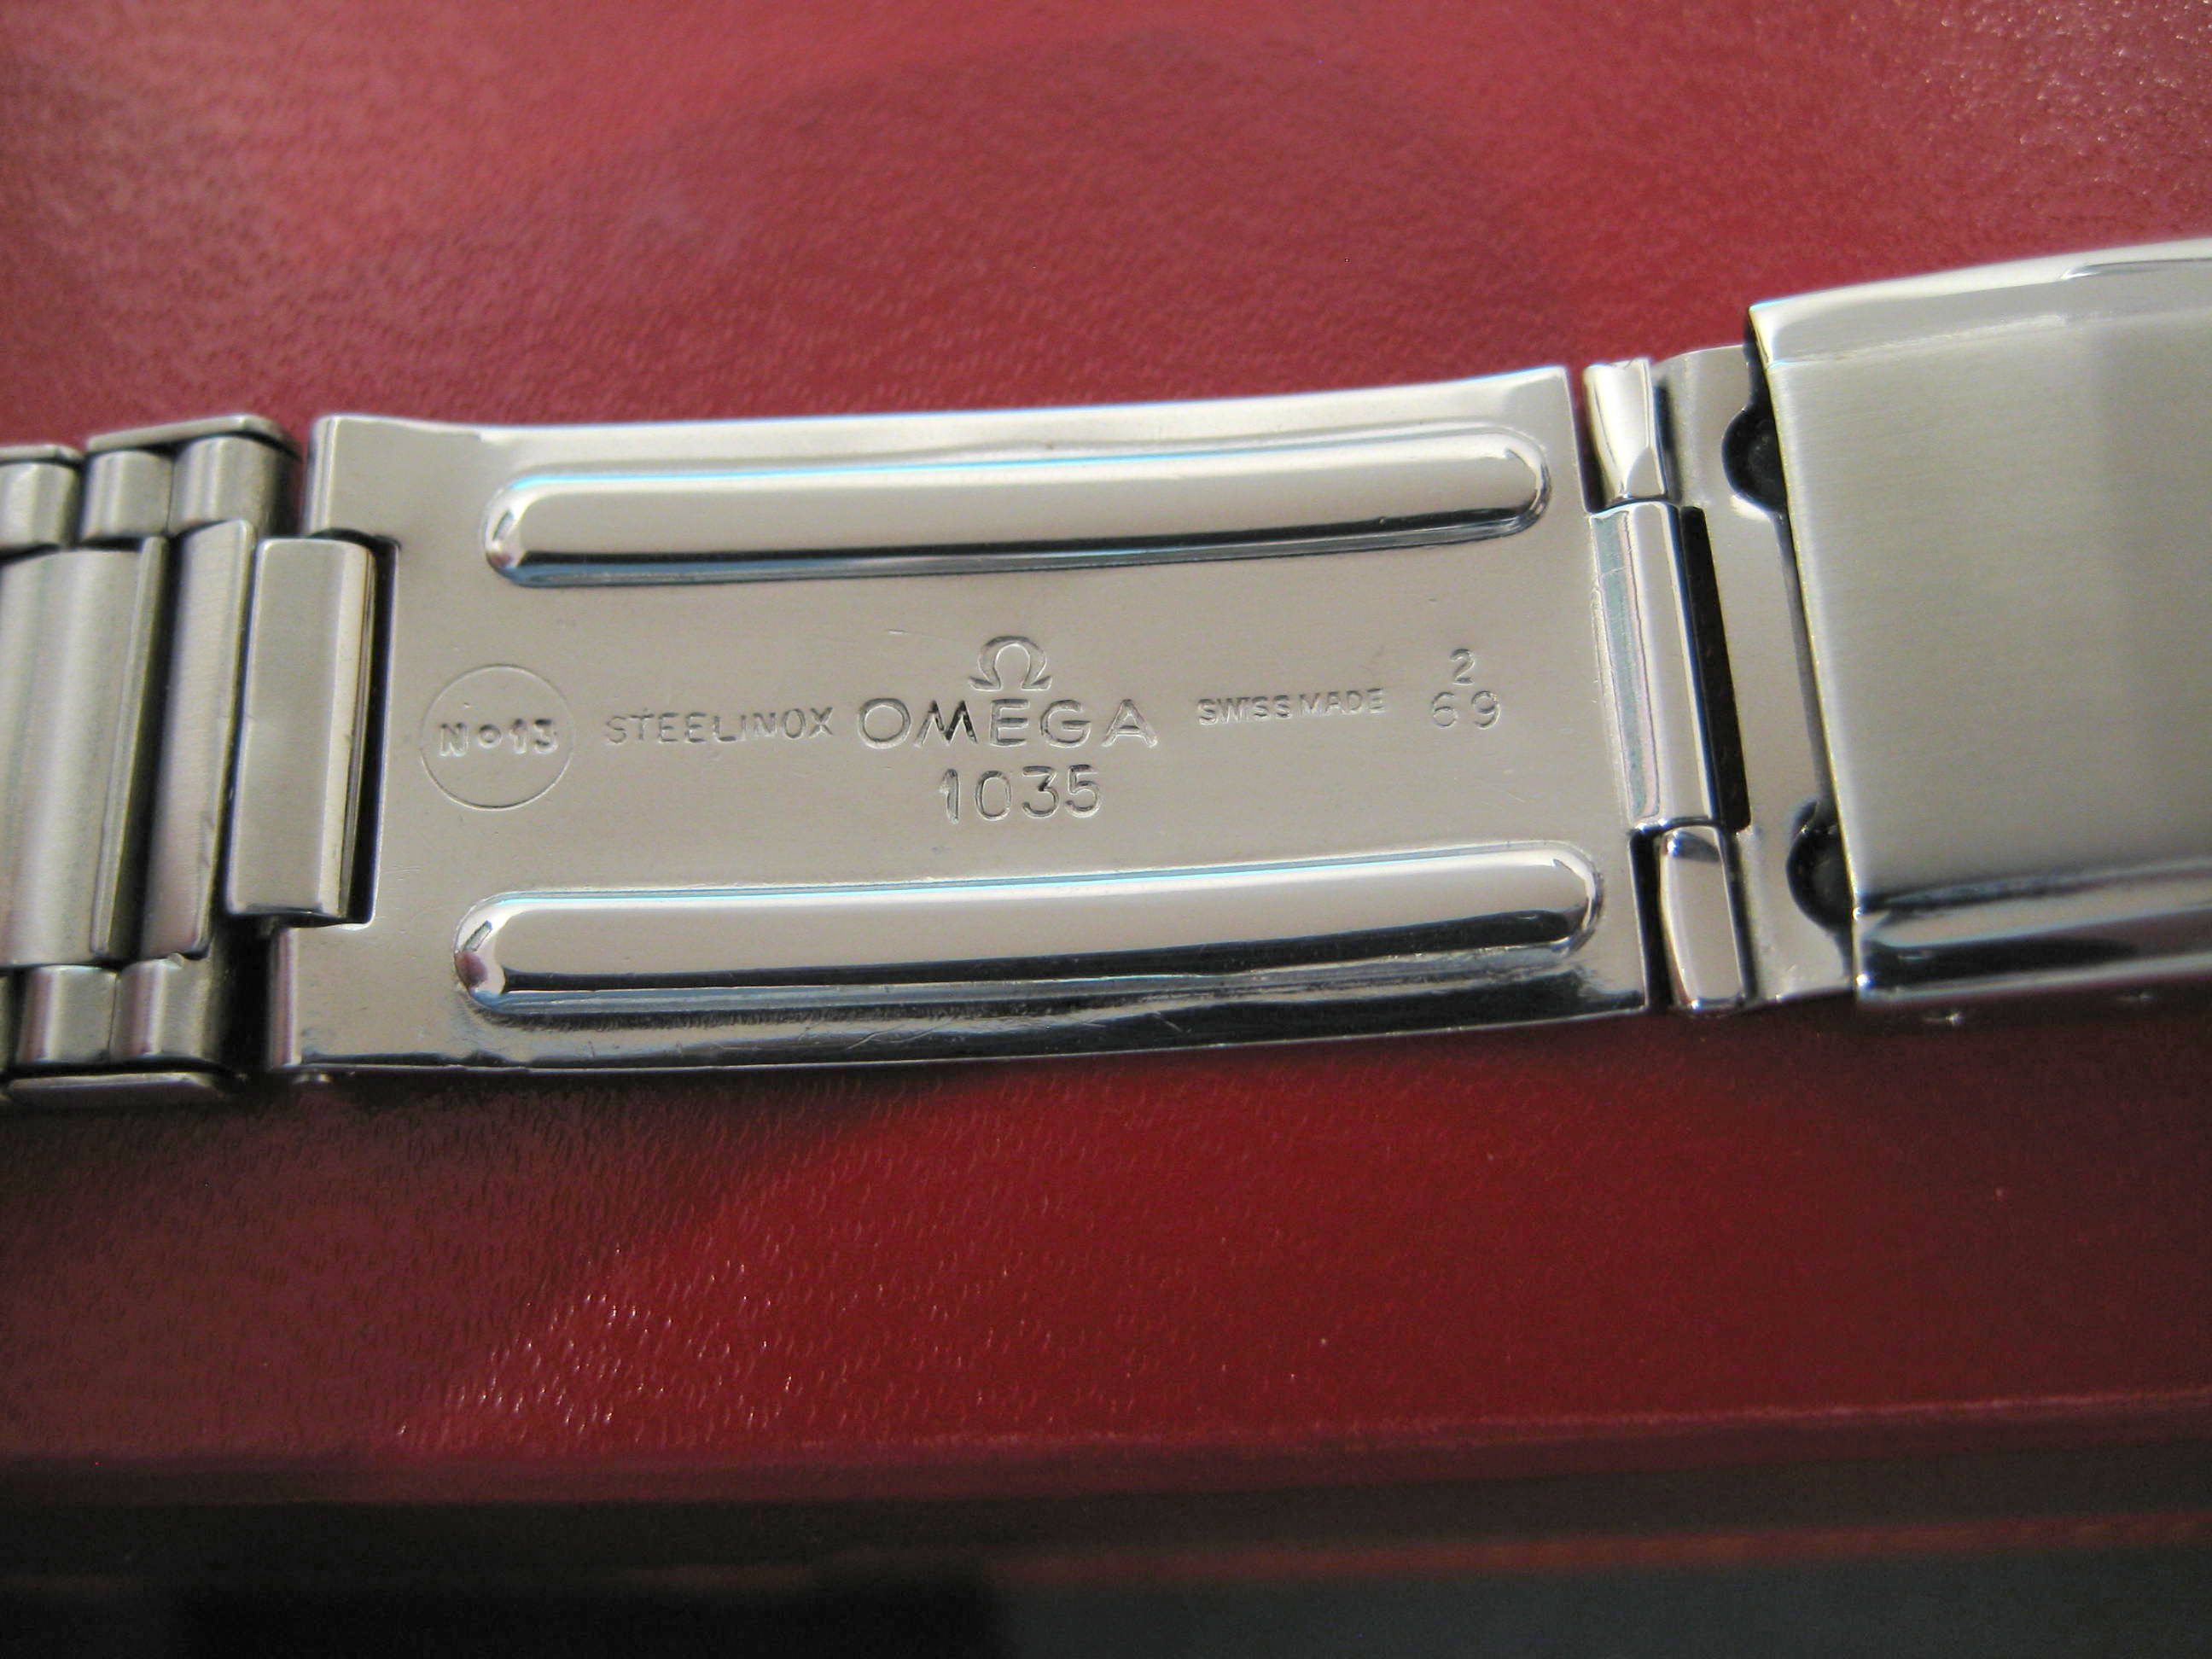 Ω
No13 STEELINOX OMEGA SWISS MADE 2
69
1035